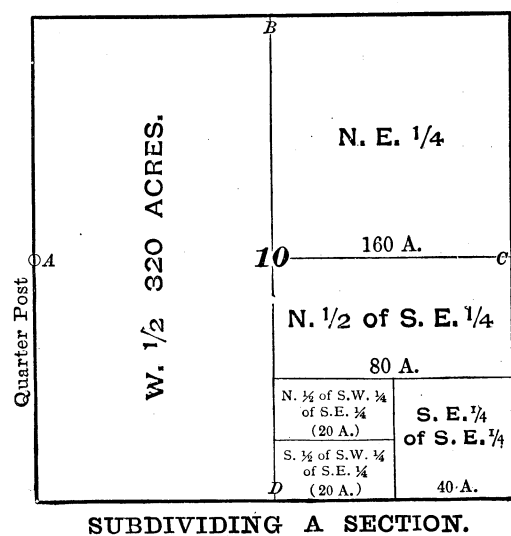 B
N. E. 1/4
W. 1/2 320 ACRES.
160 A.
A
10
C
Quarter Post
N. 1/2 of S. E. 1/4
80 A.
N. ½ of S.W. ¼
of S.E. ¼
(20 A.)
S. E. 1/4
of S. E. 1/4
S. ½ of S.W. ¼
of S.E. ¼
(20 A.)
40 A.
D
SUBDIVIDING A SECTION.